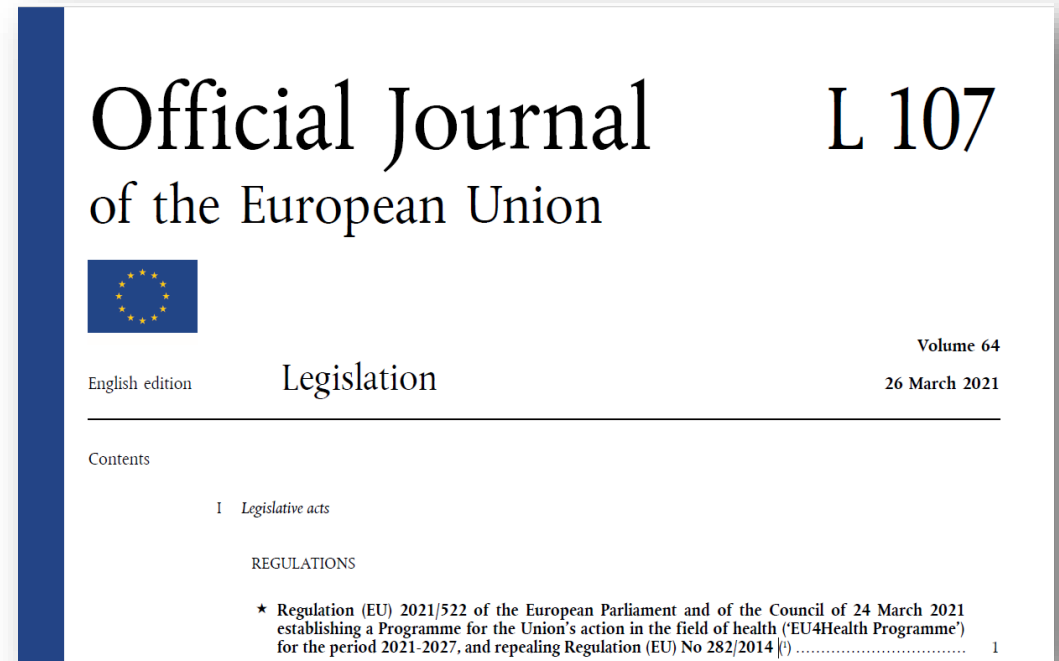 Official Journal L 107
of the European Union
Volume 64
English edition Legislation 26 March 2021
Contents
I Legislative acts
REGULATIONS
★ Regulation (EU) 2021/522 of the European Parliament and of the Council of 24 March 2021
establishing a Programme for the Union’s action in the field of health (‘EU4Health Programme’)
for the period 2021-2027, and repealing Regulation (EU) No 282/2014 (¹) .................................. 1